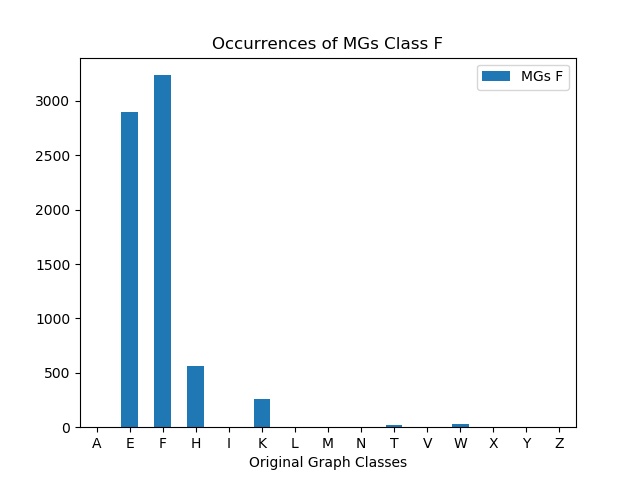 Occurrences of MGs Class F
MGs F
3000
2500
2000
1500
1000
500
0
A E F H I K L M N T V W X Y Z
Original Graph Classes